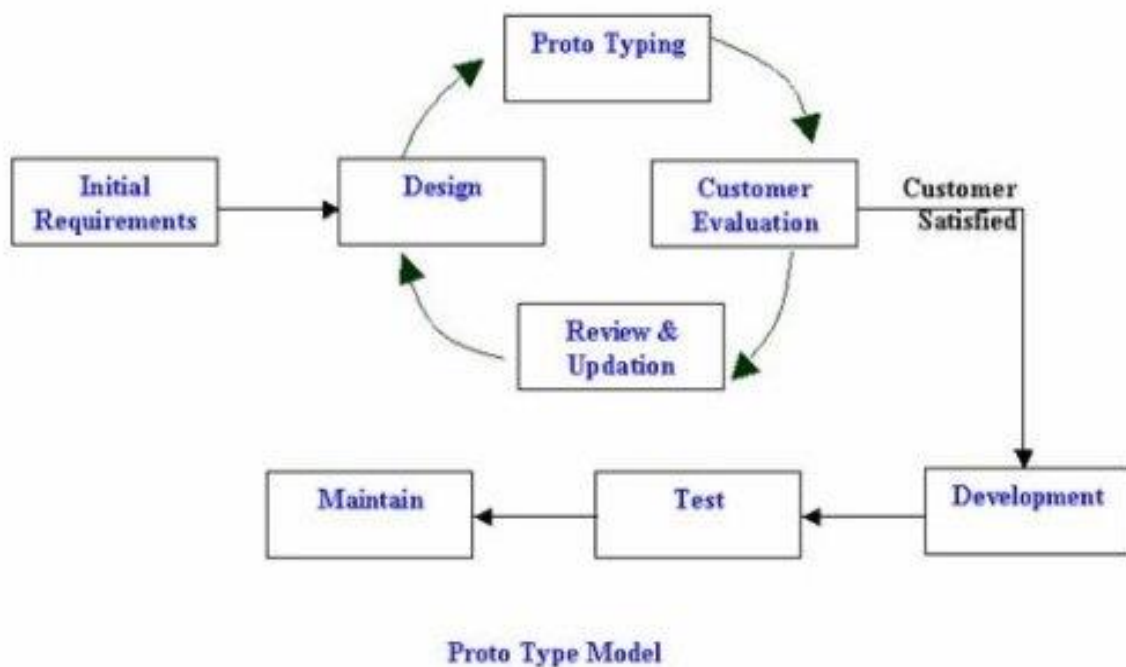 Proto Typing
Initial
Requirements
Design
Customer
Evaluation
Customer
Satisfied
Review &
Updation
Maintain
Test
Development
Proto Type Model